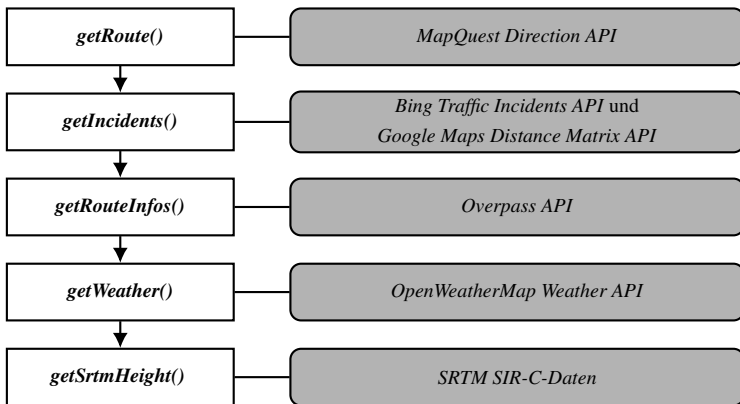 getRoute()
MapQuest Direction API
getIncidents()
Bing Traffic Incidents API und
Google Maps Distance Matrix API
getRouteInfos()
Overpass API
getWeather()
OpenWeatherMap Weather API
getSrtmHeight()
SRTM SIR-C-Daten